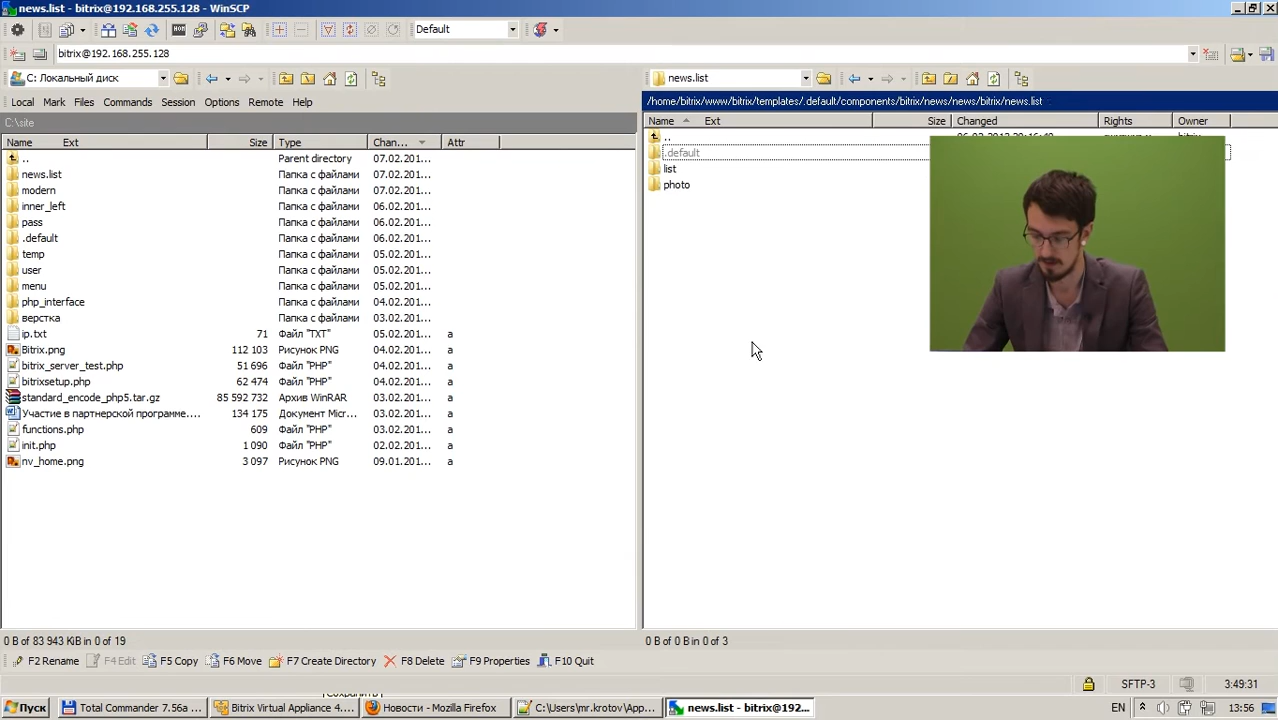 news.list - bitrix@192.168.255.128 - WinSCP
Default
bitrix@192.168.255.128
C: Локальный диск
news.list
Local Mark Files Commands Session Options Remote Help
/home/bitrix/www/bitrix/templates/.default/components/bitrix/news/news/bitrix/news.list
C:\site
Name Ext Size Changed Rights Owner
Name Ext Size Type Chan... Attr
.. Parent directory 07.02.201...
news.list Папка с файлами 07.02.201...
modern Папка с файлами 07.02.201...
inner_left Папка с файлами 06.02.201...
pass Папка с файлами 06.02.201...
.default Папка с файлами 06.02.201...
temp Папка с файлами 05.02.201...
user Папка с файлами 05.02.201...
menu Папка с файлами 05.02.201...
php_interface Папка с файлами 04.02.201...
верстка Папка с файлами 03.02.201...
ip.txt 71 Файл "TXT" 05.02.201... a
Bitrix.png 112 103 Рисунок PNG 04.02.201... a
bitrix_server_test.php 51 696 Файл "PHP" 04.02.201... a
bitrixsetup.php 62 474 Файл "PHP" 04.02.201... a
standard_encode_php5.tar.gz 85 592 732 Архив WinRAR 03.02.201... a
Участие в партнерской программе.... 134 175 Документ Micr... 03.02.201... a
functions.php 609 Файл "PHP" 03.02.201... a
init.php 1 090 Файл "PHP" 02.02.201... a
nv_home.png 3 097 Рисунок PNG 09.01.201... a
..
.default
list
photo
0 B of 83 943 KiB in 0 of 19
0 B of 0 B in 0 of 3
F2 Rename F4 Edit F5 Copy F6 Move F7 Create Directory F8 Delete F9 Properties F10 Quit
SFTP-3 3:49:31
Пуск Total Commander 7.56a ... Bitrix Virtual Appliance 4.... Новости - Mozilla Firefox C:\Users\mr.krotov\App... news.list - bitrix@192... EN 13:56